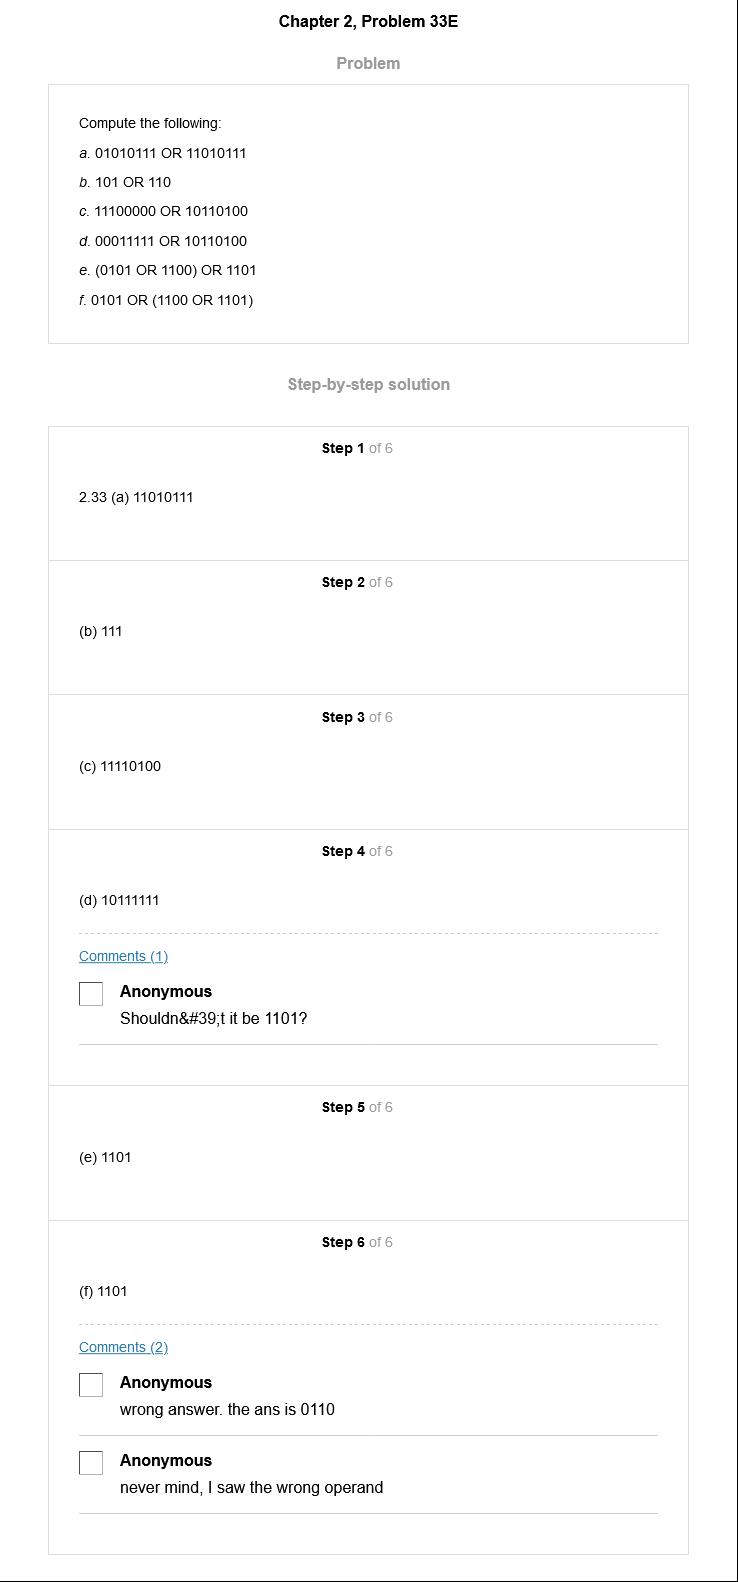 Chapter 2, Problem 33E
Problem
Compute the following:
a. 01010111 OR 11010111
b. 101 OR 110
c. 11100000 OR 10110100
d. 00011111 OR 10110100
e. (0101 OR 1100) OR 1101
f. 0101 OR (1100 OR 1101)
Step-by-step solution
Step 1 of 6
2.33 (a) 11010111
Step 2 of 6
(b) 111
Step 3 of 6
(c) 11110100
Step 4 of 6
(d) 10111111
Comments (1)
Anonymous
Shouldn&#39;t it be 1101?
Step 5 of 6
(e) 1101
Step 6 of 6
(f) 1101
Comments (2)
Anonymous
wrong answer. the ans is 0110
Anonymous
never mind, I saw the wrong operand